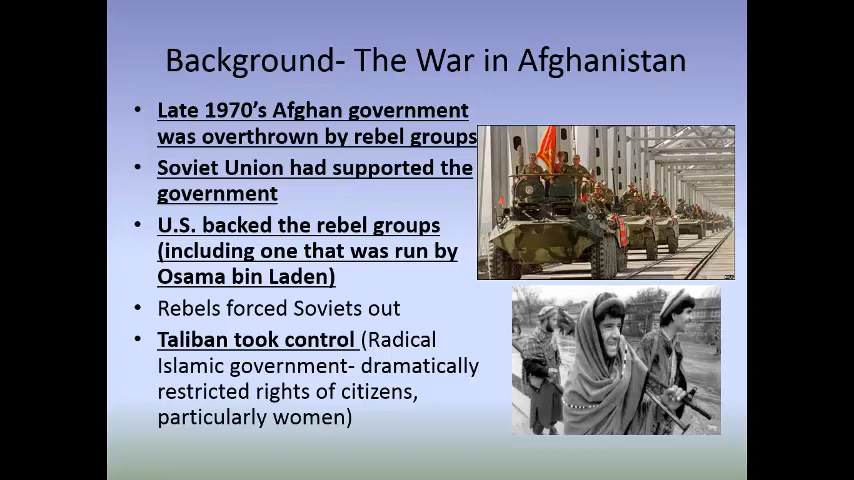 Background- The War in Afghanistan
• Late 1970's Afghan government
was overthrown by rebel groups
• Soviet Union had supported the
government
• U.S. backed the rebel groups
(including one that was run by
Osama bin Laden)
• Rebels forced Soviets out
• Taliban took control (Radical
Islamic government- dramatically
restricted rights of citizens,
particularly women)